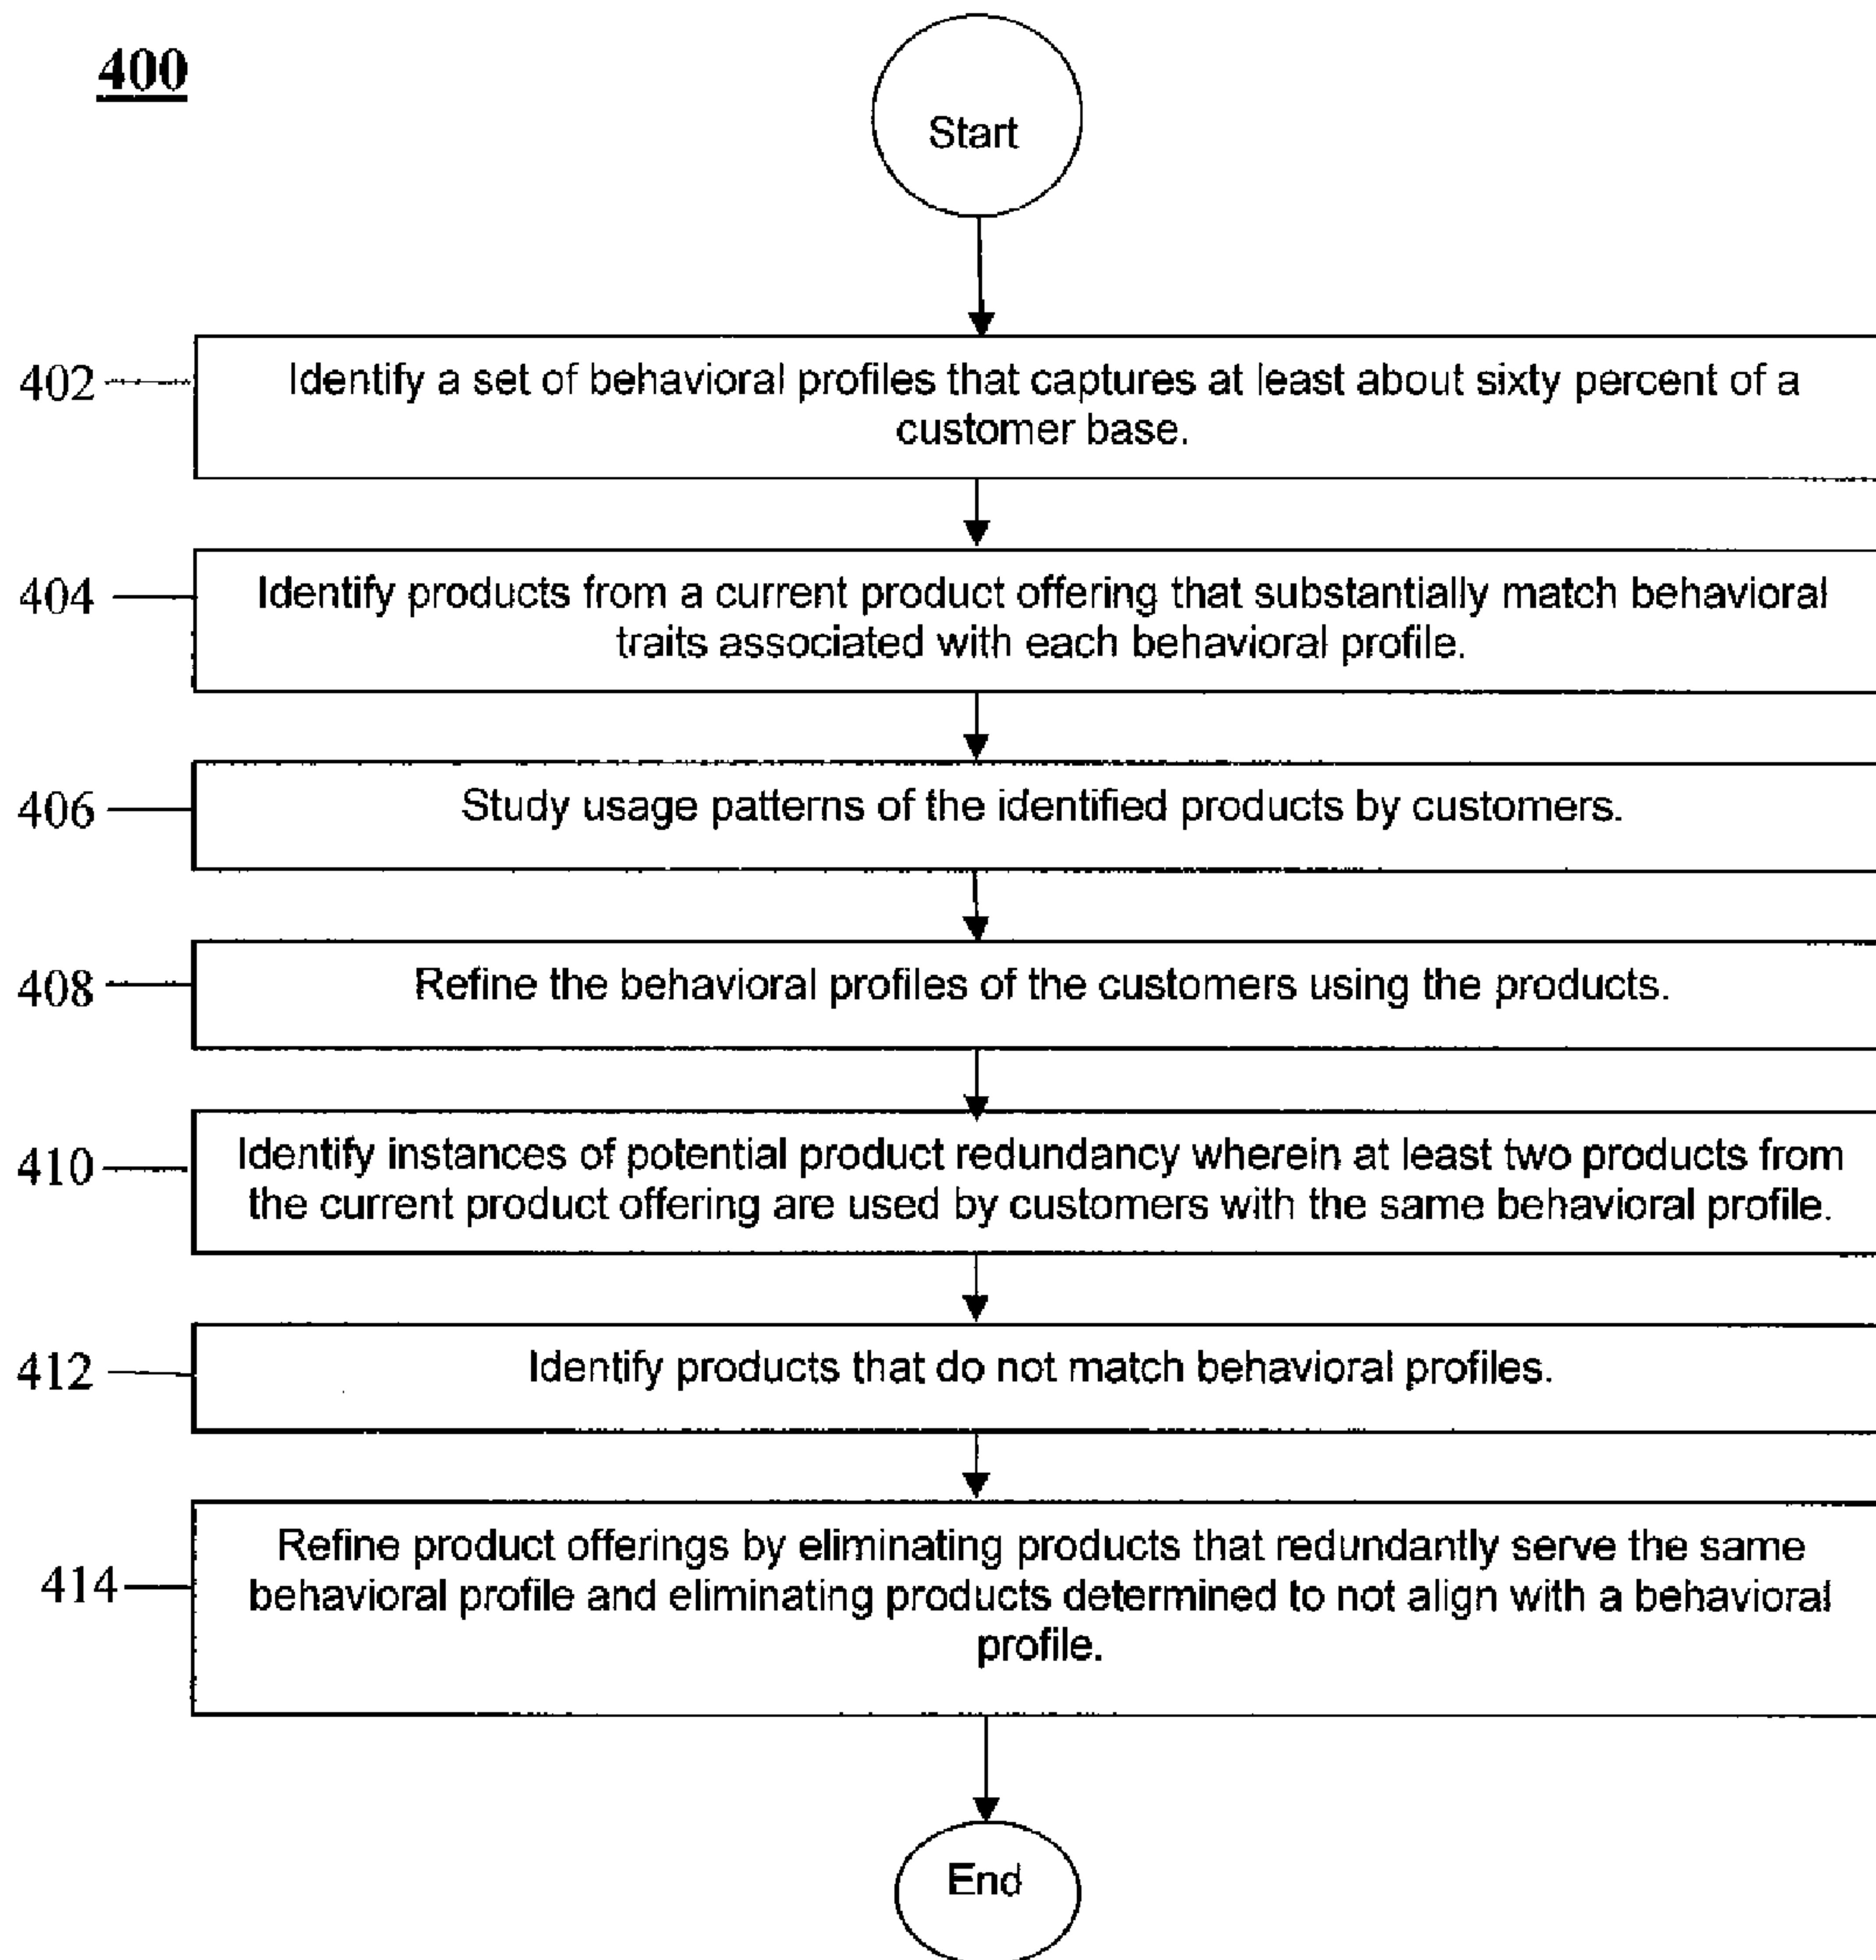 400
Start
402
Identify a set of behavioral profiles that captures at least about sixty percent of a
customer base.
404
Identify products from a current product offering that substantially match behavioral
traits associated with each behavioral profile.
406
Study usage patterns of the identified products by customers.
408
Refine the behavioral profiles of the customers using the products.
410
Identify instances of potential product redundancy wherein at least two products from
the current product offering are used by customers with the same behavioral profile.
412
Identify products that do not match behavioral profiles.
414
Refine product offerings by eliminating products that redundantly serve the same
behavioral profile and eliminating products determined to not align with a behavioral
profile.
End